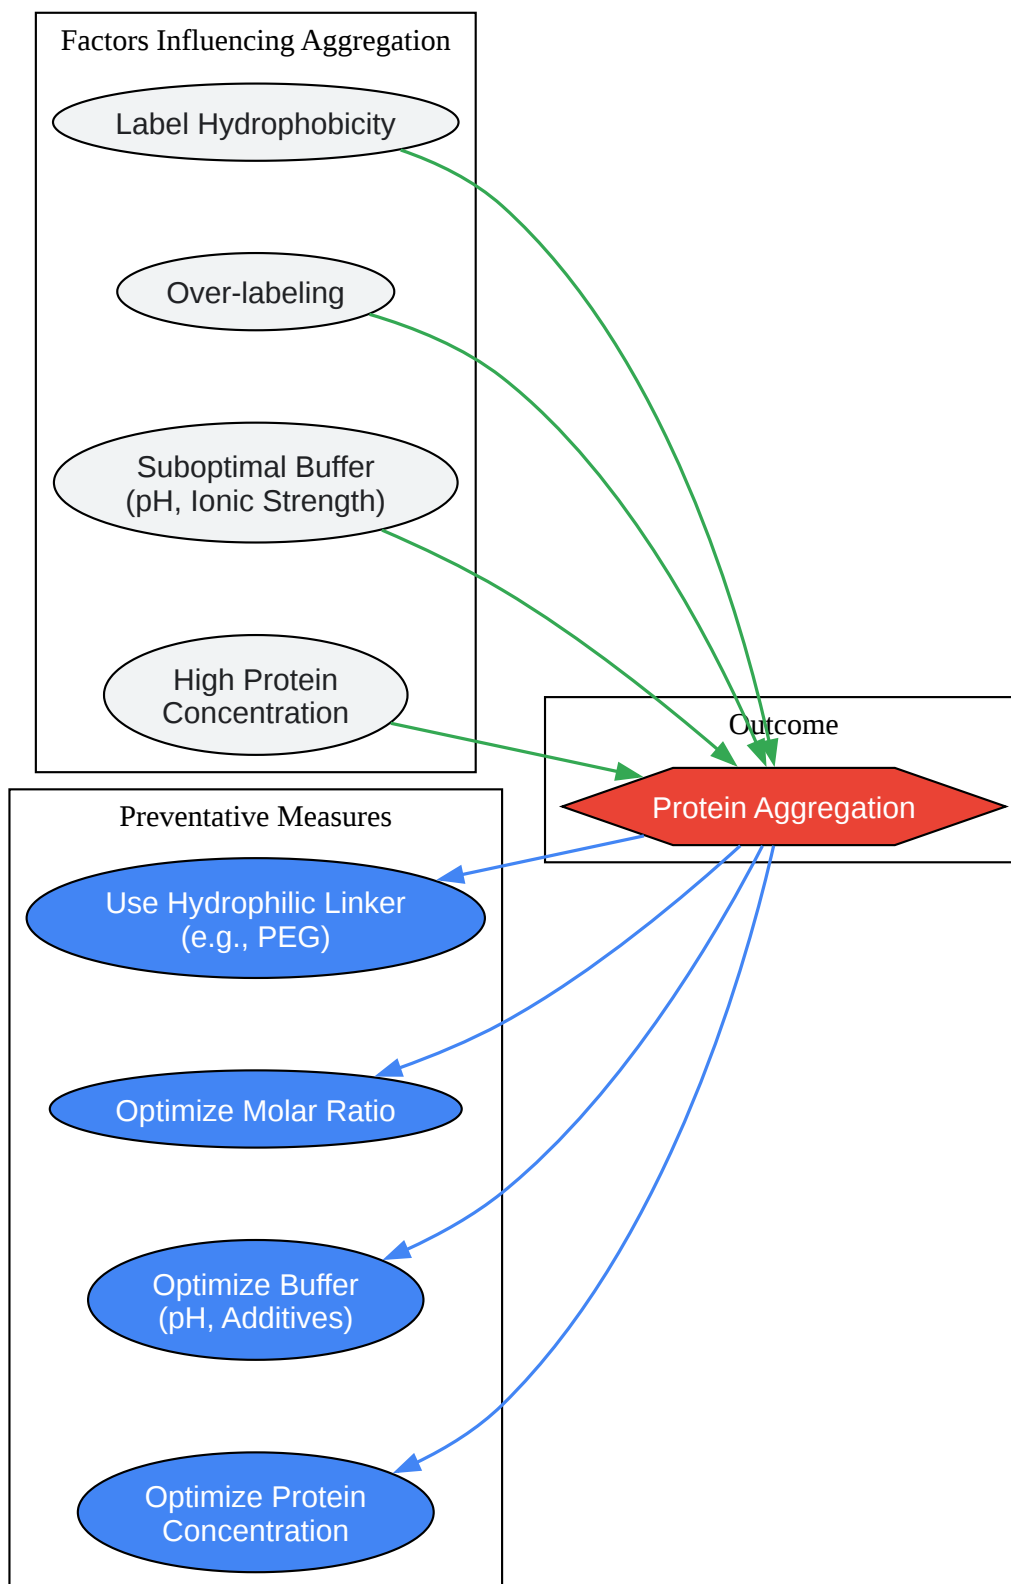 Factors Influencing Aggregation
Label Hydrophobicity
Over-labeling
Suboptimal Buffer
(pH, Ionic Strength)
High Protein
Concentration
Outcome
Protein Aggregation
Preventative Measures
Use Hydrophilic Linker
(e.g., PEG)
Optimize Molar Ratio
Optimize Buffer
(pH, Additives)
Optimize Protein
Concentration